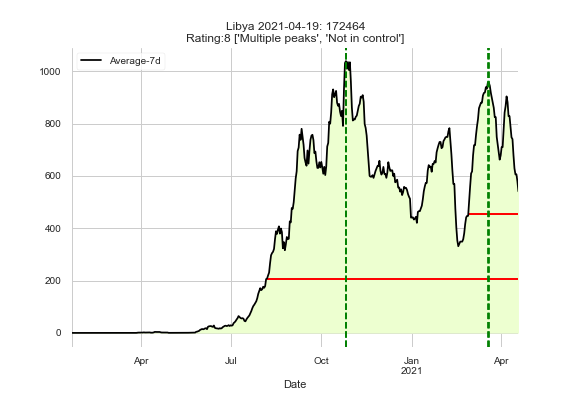 Libya 2021-04-19: 172464
Rating:8 ['Multiple peaks', 'Not in control']
Average-7d
1000
800
600
400
200
0
Apr
Jul
Oct
Jan
2021
Apr
Date